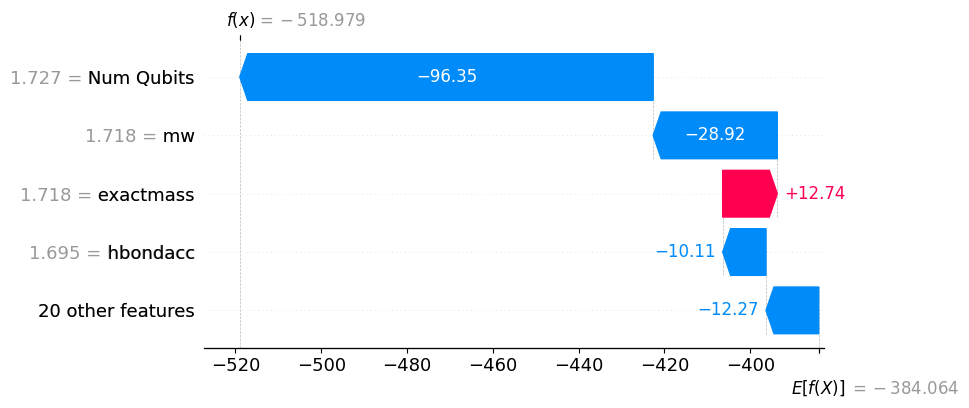 f(x) = −518.979
1.727 = Num Qubits
−96.35
1.718 = mw
−28.92
1.718 = exactmass
+12.74
1.695 = hbondacc
−10.11
20 other features
−12.27
−520 −500 −480 −460 −440 −420 −400
E[f(X)] = −384.064